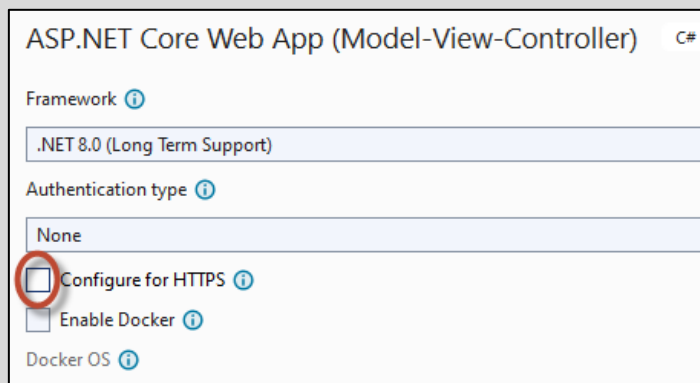 ASP.NET Core Web App (Model-View-Controller) C#
Framework
.NET 8.0 (Long Term Support)
Authentication type
None
Configure for HTTPS
Enable Docker
Docker OS